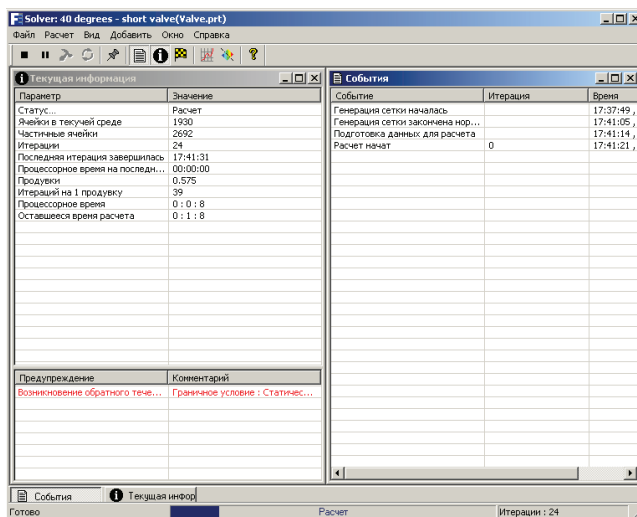 Solver: 40 degrees - short valve(Valve.prt)
Файл Расчет Вид Добавить Окно Справка
Текущая информация
Параметр Значение
Статус... Расчет
Ячейки в текучей среде 1930
Частичные ячейки 2692
Итерации 24
Последняя итерация завершилась 17:41:31
Процессорное время на последн... 00:00:00
Продувки 0.575
Итераций на 1 продувку 39
Процессорное время 0 : 0 : 8
Оставшееся время расчета 0 : 1 : 8
Предупреждение Комментарий
Возникновение обратного тече... Граничное условие : Статичес...
События
Событие Итерация Время
Генерация сетки началась 17:37:49 ,
Генерация сетки закончена нор... 17:41:05 ,
Подготовка данных для расчета 17:41:14 ,
Расчет начат 0 17:41:21 ,
События Текущая инфор
Готово Расчет Итерации : 24